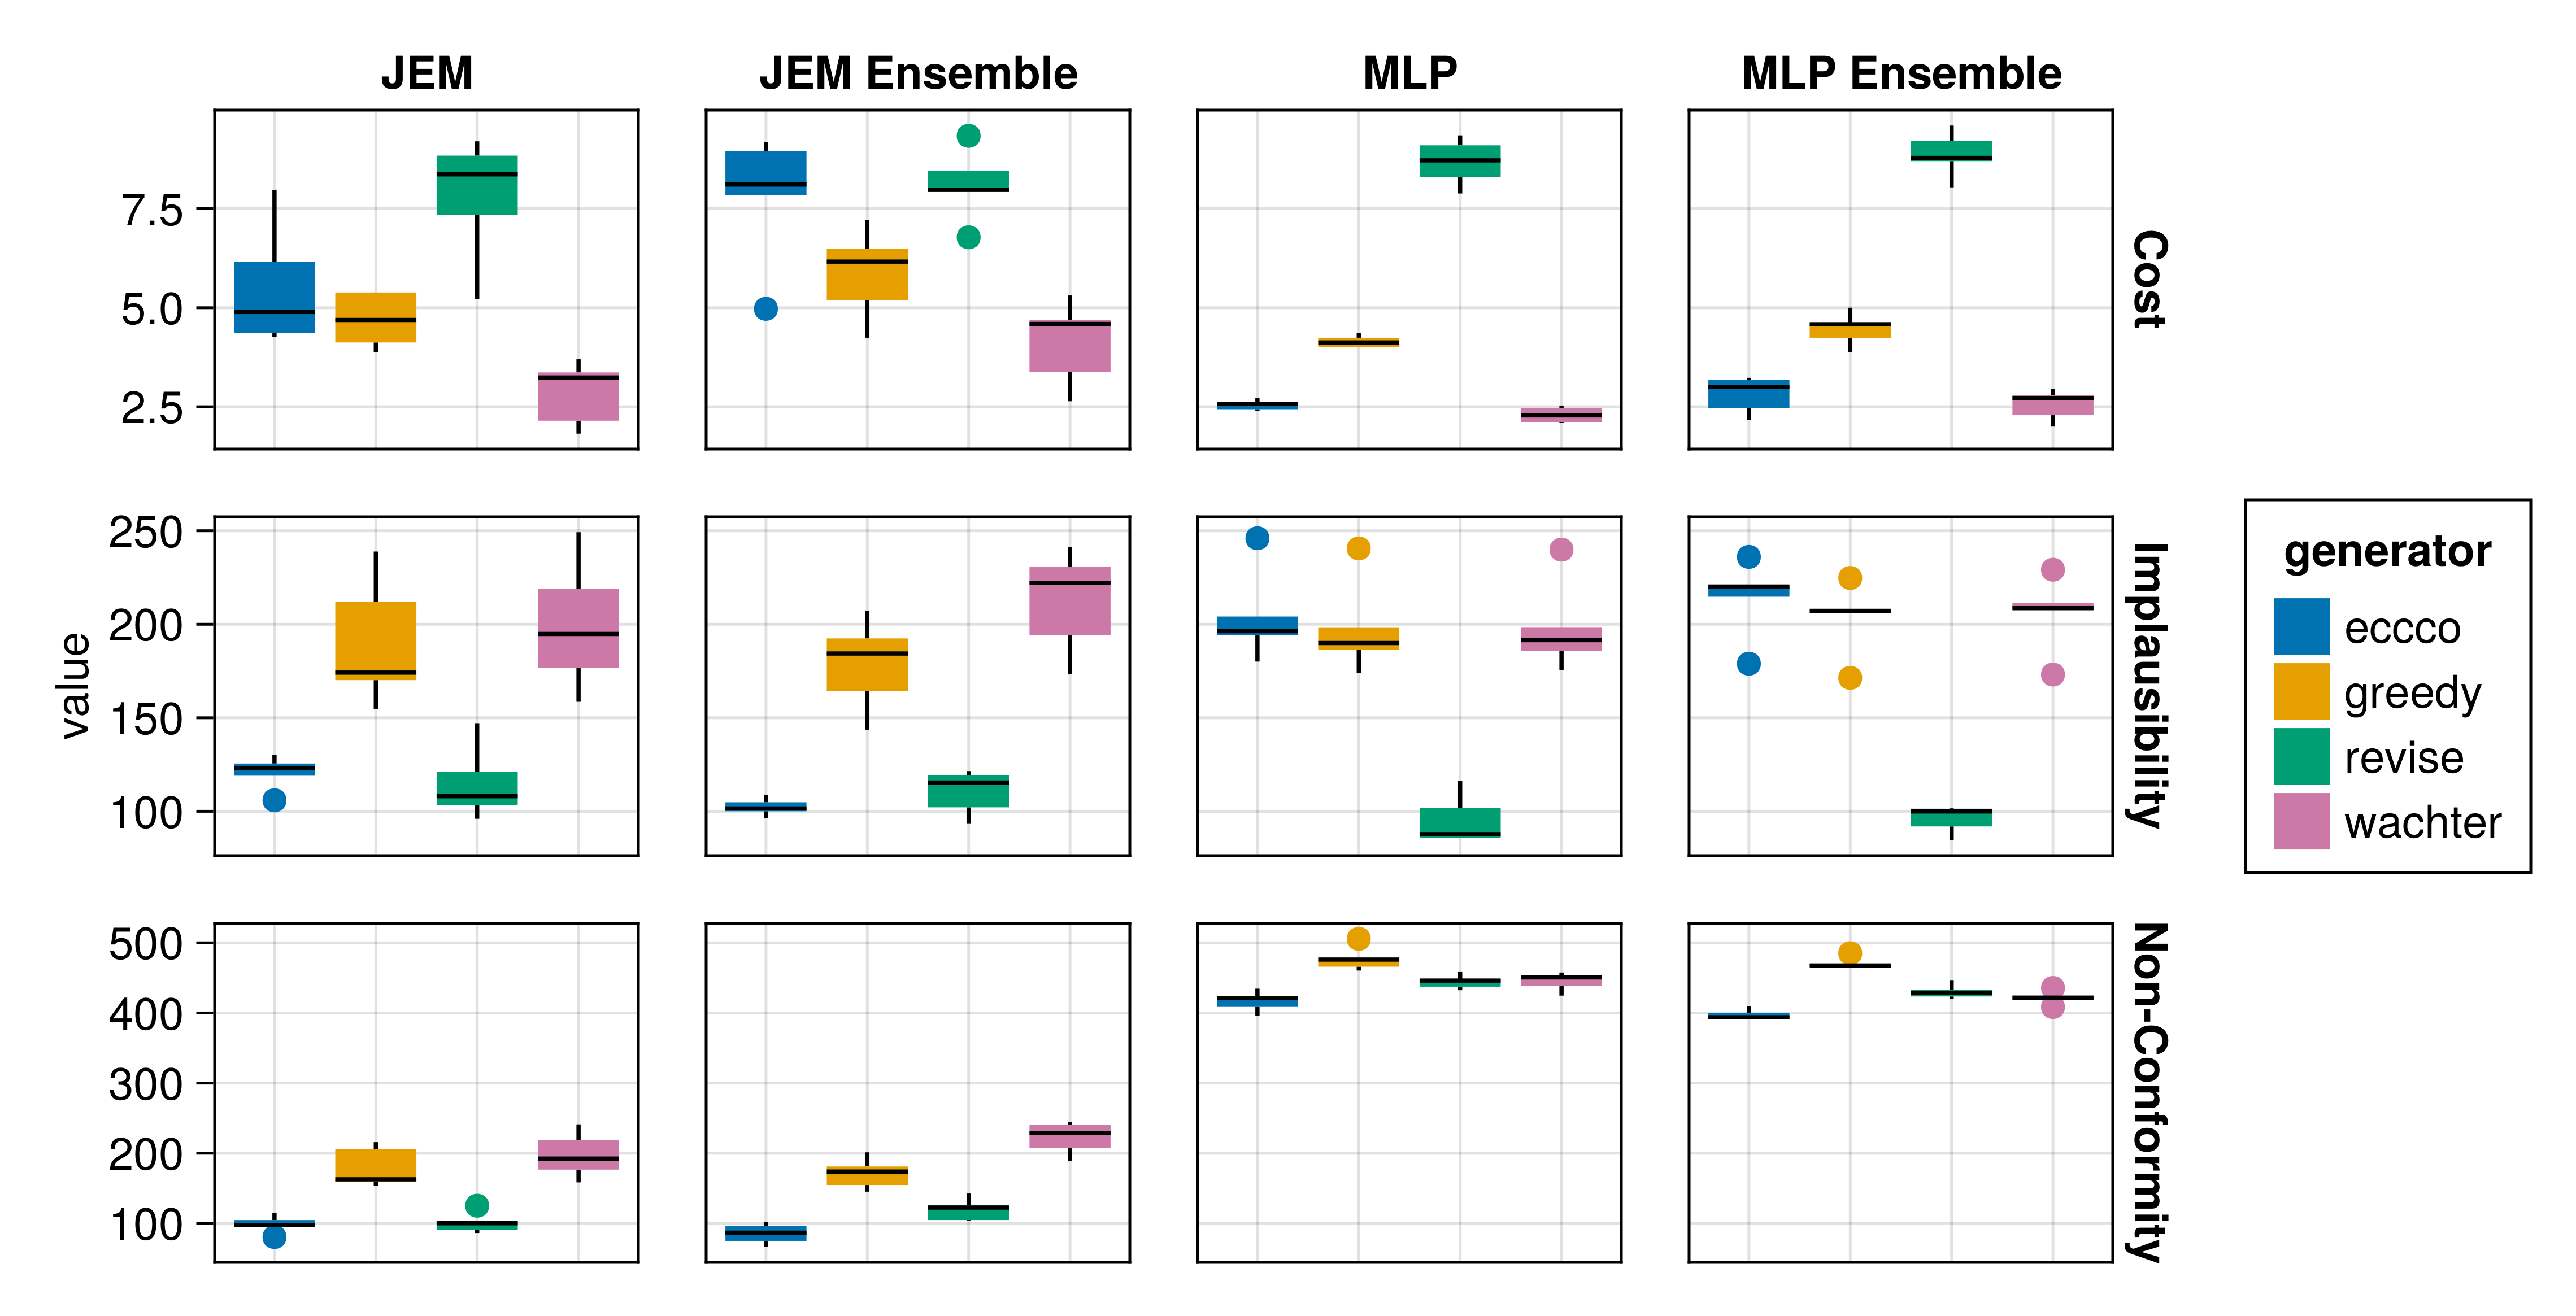 JEM
JEM Ensemble
MLP
MLP Ensemble
7.5
5.0
2.5
Cost
250
200
150
100
Implausibility
value
500
400
300
200
100
Non-Conformity
generator
eccco
greedy
revise
wachter